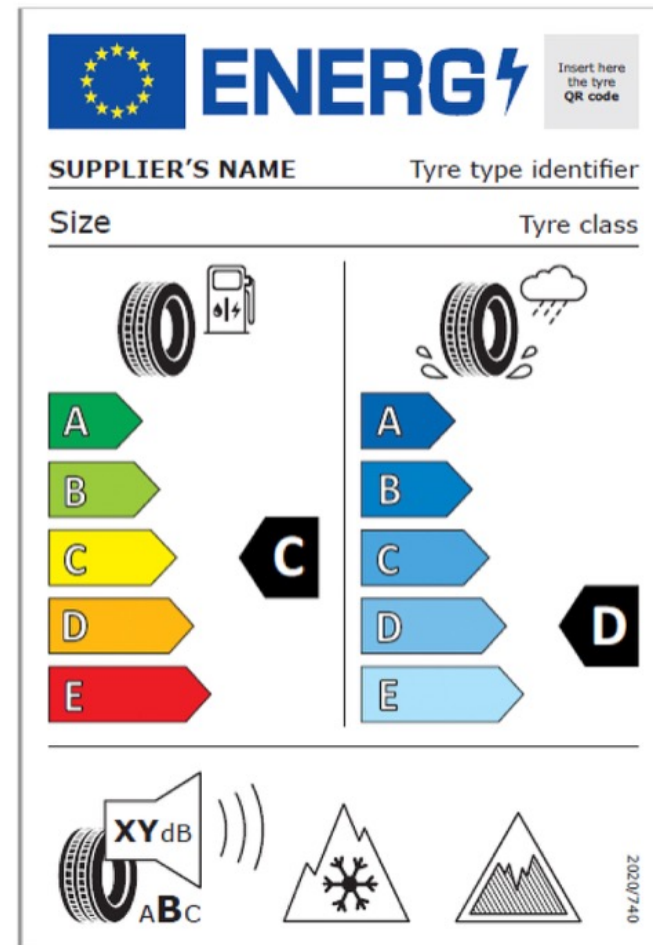 ENERG
Insert here
the tyre
QR code
SUPPLIER’S NAME Tyre type identifier
Size Tyre class
A
B
C
D
E
C
A
B
C
D
E
D
XYdB
ABC
2020/740